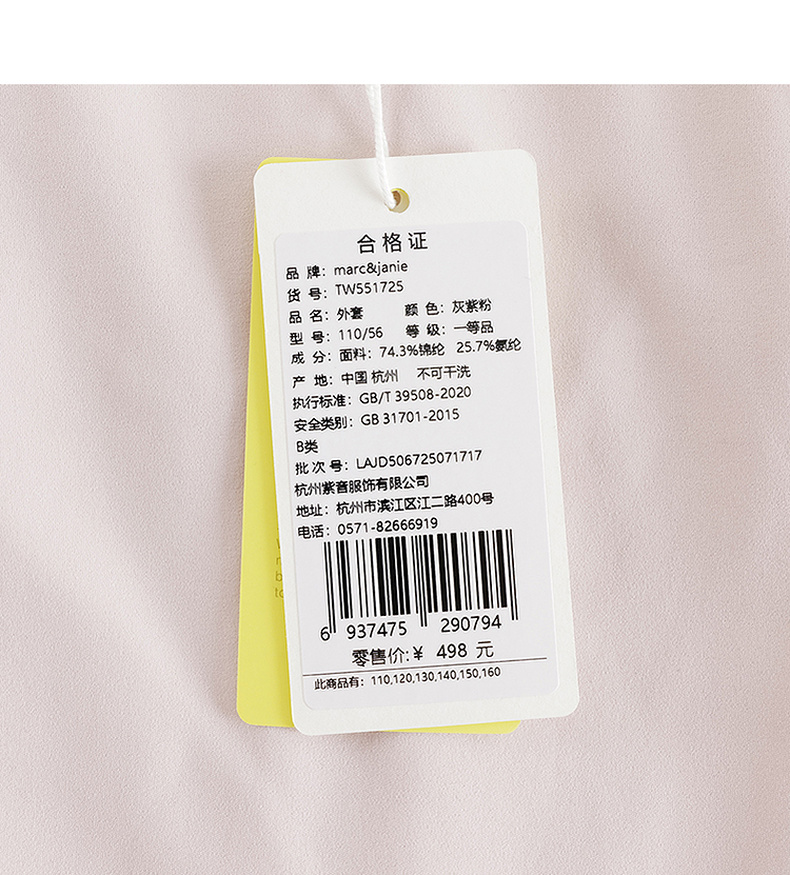 合格证
品 牌：marc&janie
货 号：TW551725
品 名：外套 颜 色：灰紫粉
型 号：110/56 等 级：一等品
成 分：面料：74.3%锦纶 25.7%氨纶
产 地：中国 杭州 不可干洗
执行标准：GB/T 39508-2020
安全类别：GB 31701-2015
B类
批 次 号：LAJD506725071717
杭州紫音服饰有限公司
地址：杭州市滨江区江二路400号
电话：0571-82666919
6 937475 290794
零售价:¥ 498 元
此商品有：110,120,130,140,150,160